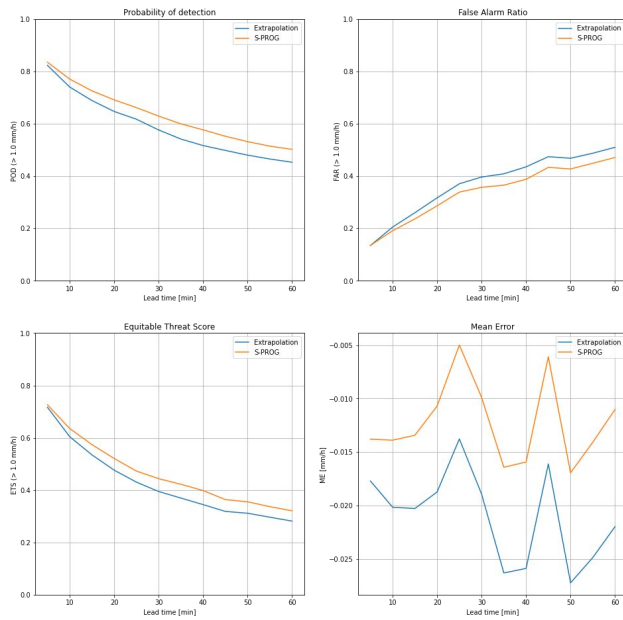 Probability of detection
1.0
0.8
0.6
0.4
0.2
0.0
POD (> 1.0 mm/h)
10 20 30 40 50 60
Lead time [min]
Extrapolation
S-PROG
False Alarm Ratio
1.0
0.8
0.6
0.4
0.2
0.0
FAR (> 1.0 mm/h)
10 20 30 40 50 60
Lead time [min]
Extrapolation
S-PROG
Equitable Threat Score
1.0
0.8
0.6
0.4
0.2
0.0
ETS (> 1.0 mm/h)
10 20 30 40 50 60
Lead time [min]
Extrapolation
S-PROG
Mean Error
−0.005
−0.010
−0.015
−0.020
−0.025
ME [mm/h]
10 20 30 40 50 60
Lead time [min]
Extrapolation
S-PROG